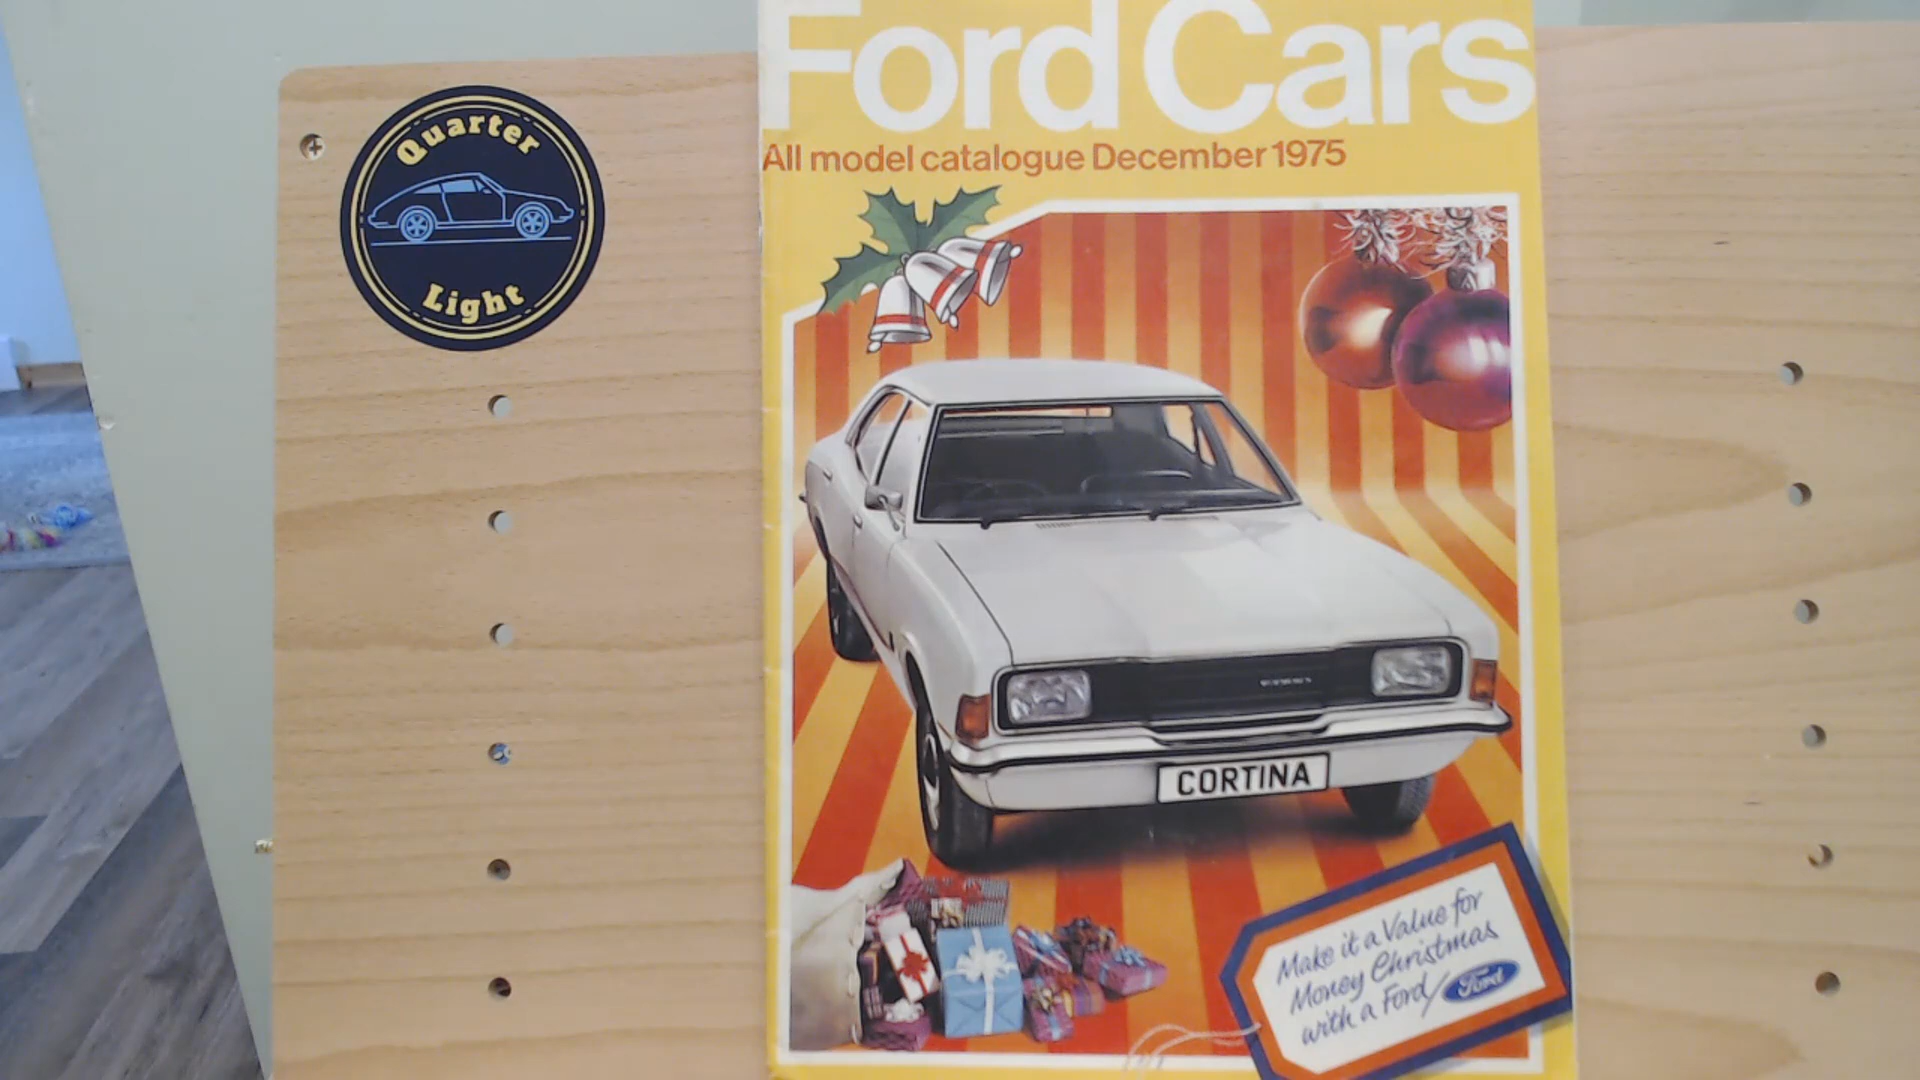 Quarter
Light
Ford Cars
All model catalogue December 1975
CORTINA
Make it a Value for
Money Christmas
with a Ford
Ford